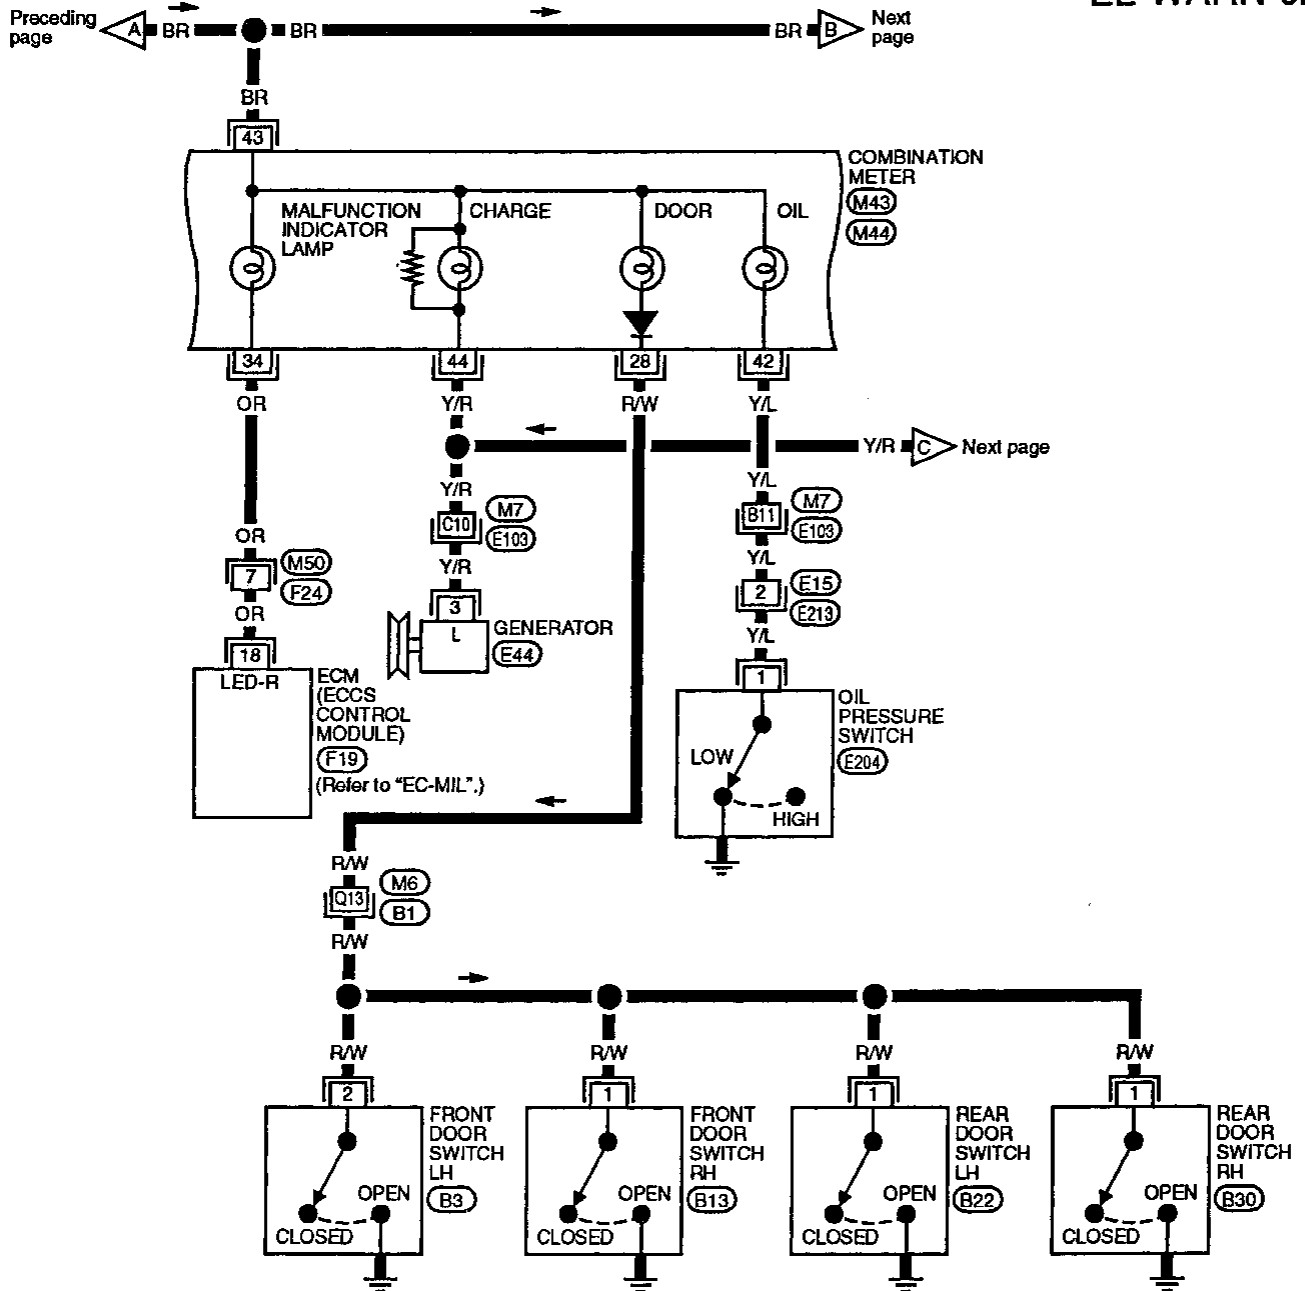 Preceding page
A
BR
BR
BR
B
Next page
BR
43
COMBINATION METER
M43
M44
MALFUNCTION INDICATOR LAMP
CHARGE
DOOR
OIL
34
44
28
42
OR
Y/R
R/W
Y/L
Y/R
C
Next page
Y/R
Y/L
C10
M7
E103
B11
M7
E103
OR
Y/R
Y/L
7
M50
F24
2
E15
E213
OR
3
L
GENERATOR
E44
Y/L
18
LED-R
ECM
(ECCS
CONTROL
MODULE)
F19
(Refer to "EC-MIL".)
1
OIL
PRESSURE
SWITCH
E204
LOW
HIGH
R/W
Q13
M6
B1
R/W
R/W
R/W
R/W
R/W
2
1
1
1
FRONT
DOOR
SWITCH
LH
B3
OPEN
CLOSED
FRONT
DOOR
SWITCH
RH
B13
OPEN
CLOSED
REAR
DOOR
SWITCH
LH
B22
OPEN
CLOSED
REAR
DOOR
SWITCH
RH
B30
OPEN
CLOSED